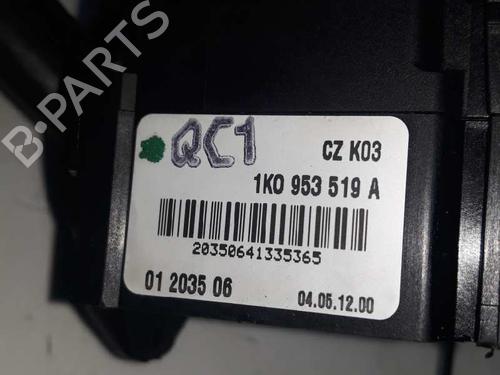 B-PARTS
QC1
CZ K03
1K0 953 519 A
20350641335365
01 2035 06
04.05.12.00